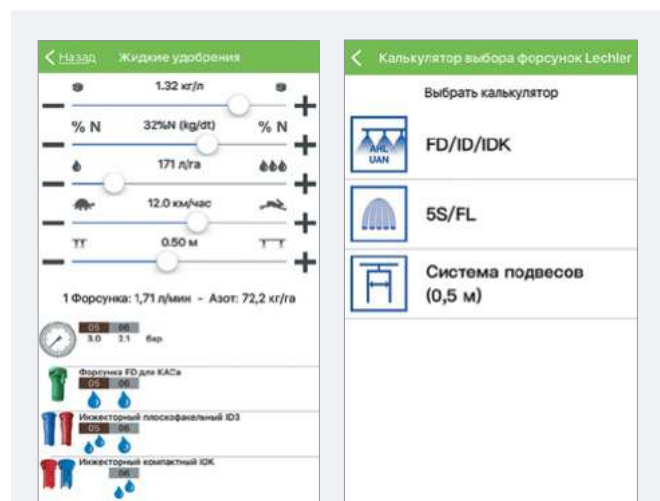 Назад Жидкие удобрения
1.32 кг/л
% N 32%N (kg/dt) % N
171 л/га
12.0 км/час
0.50 м
1 Форсунка: 1,71 л/мин - Азот: 72,2 кг/га
05 06
3.0 2.1 бар
Форсунка FD для КАСа
05 06
Инжекторный плоскофакельный ID3
05 06
Инжекторный компактный IDK
06
Калькулятор выбора форсунок Lechler
Выбрать калькулятор
AHL
UAN
FD/ID/IDK
5S/FL
Система подвесов
(0,5 м)